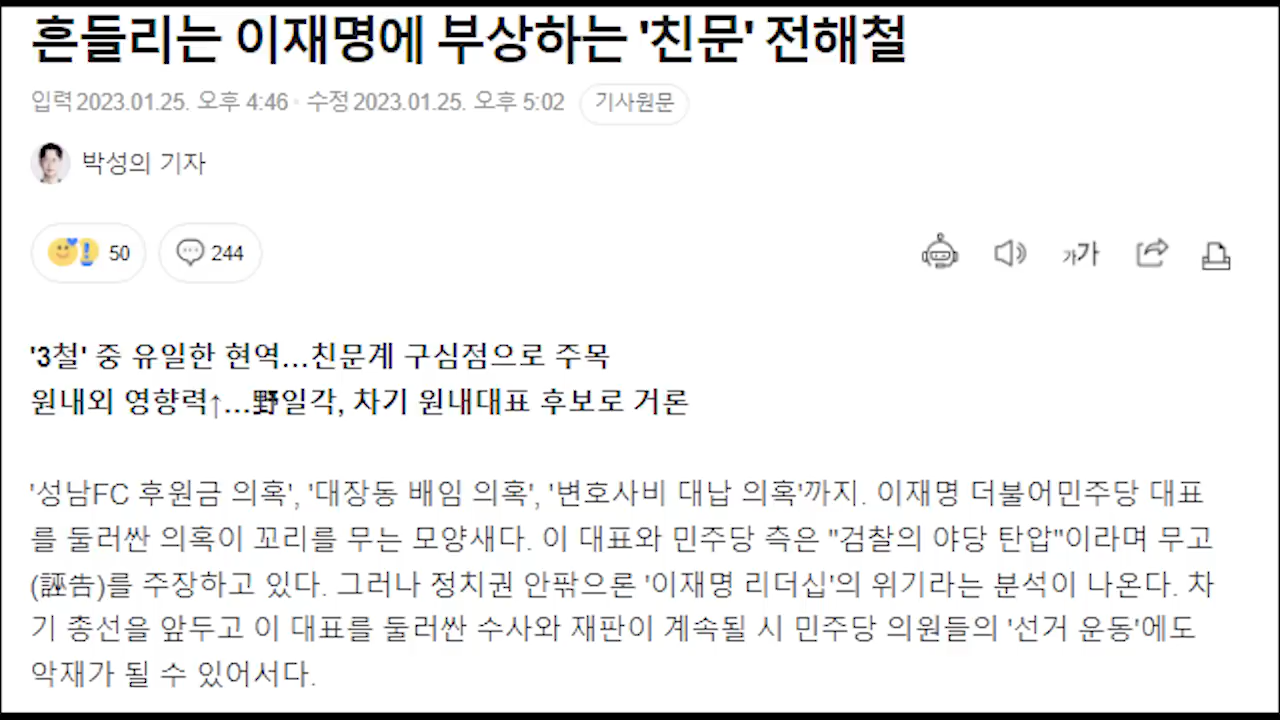 흔들리는 이재명에 부상하는 '친문' 전해철
입력 2023.01.25. 오후 4:46 · 수정 2023.01.25. 오후 5:02 기사원문
박성의 기자
50 244
가가
'3철' 중 유일한 현역…친문계 구심점으로 주목
원내외 영향력↑…野일각, 차기 원내대표 후보로 거론
'성남FC 후원금 의혹', '대장동 배임 의혹', '변호사비 대납 의혹'까지. 이재명 더불어민주당 대표
를 둘러싼 의혹이 꼬리를 무는 모양새다. 이 대표와 민주당 측은 "검찰의 야당 탄압"이라며 무고
(誣告)를 주장하고 있다. 그러나 정치권 안팎으론 '이재명 리더십'의 위기라는 분석이 나온다. 차
기 총선을 앞두고 이 대표를 둘러싼 수사와 재판이 계속될 시 민주당 의원들의 '선거 운동'에도
악재가 될 수 있어서다.